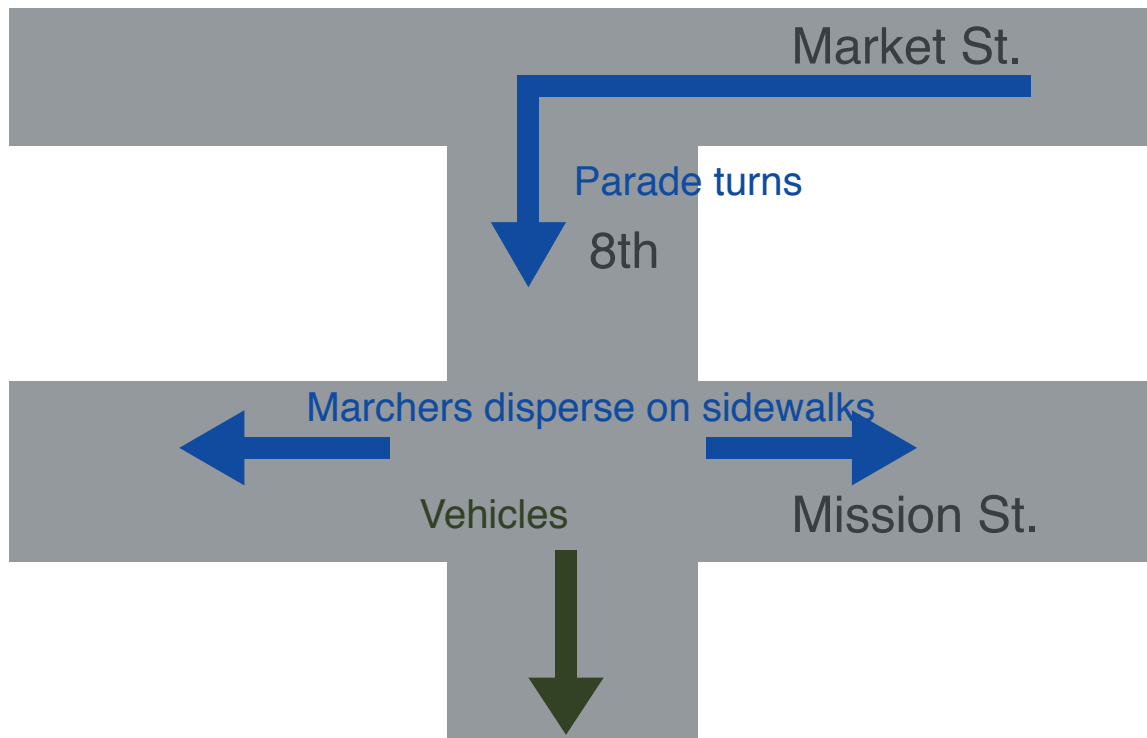 Market St.
Parade turns
8th
Marchers disperse on sidewalks
Vehicles
Mission St.